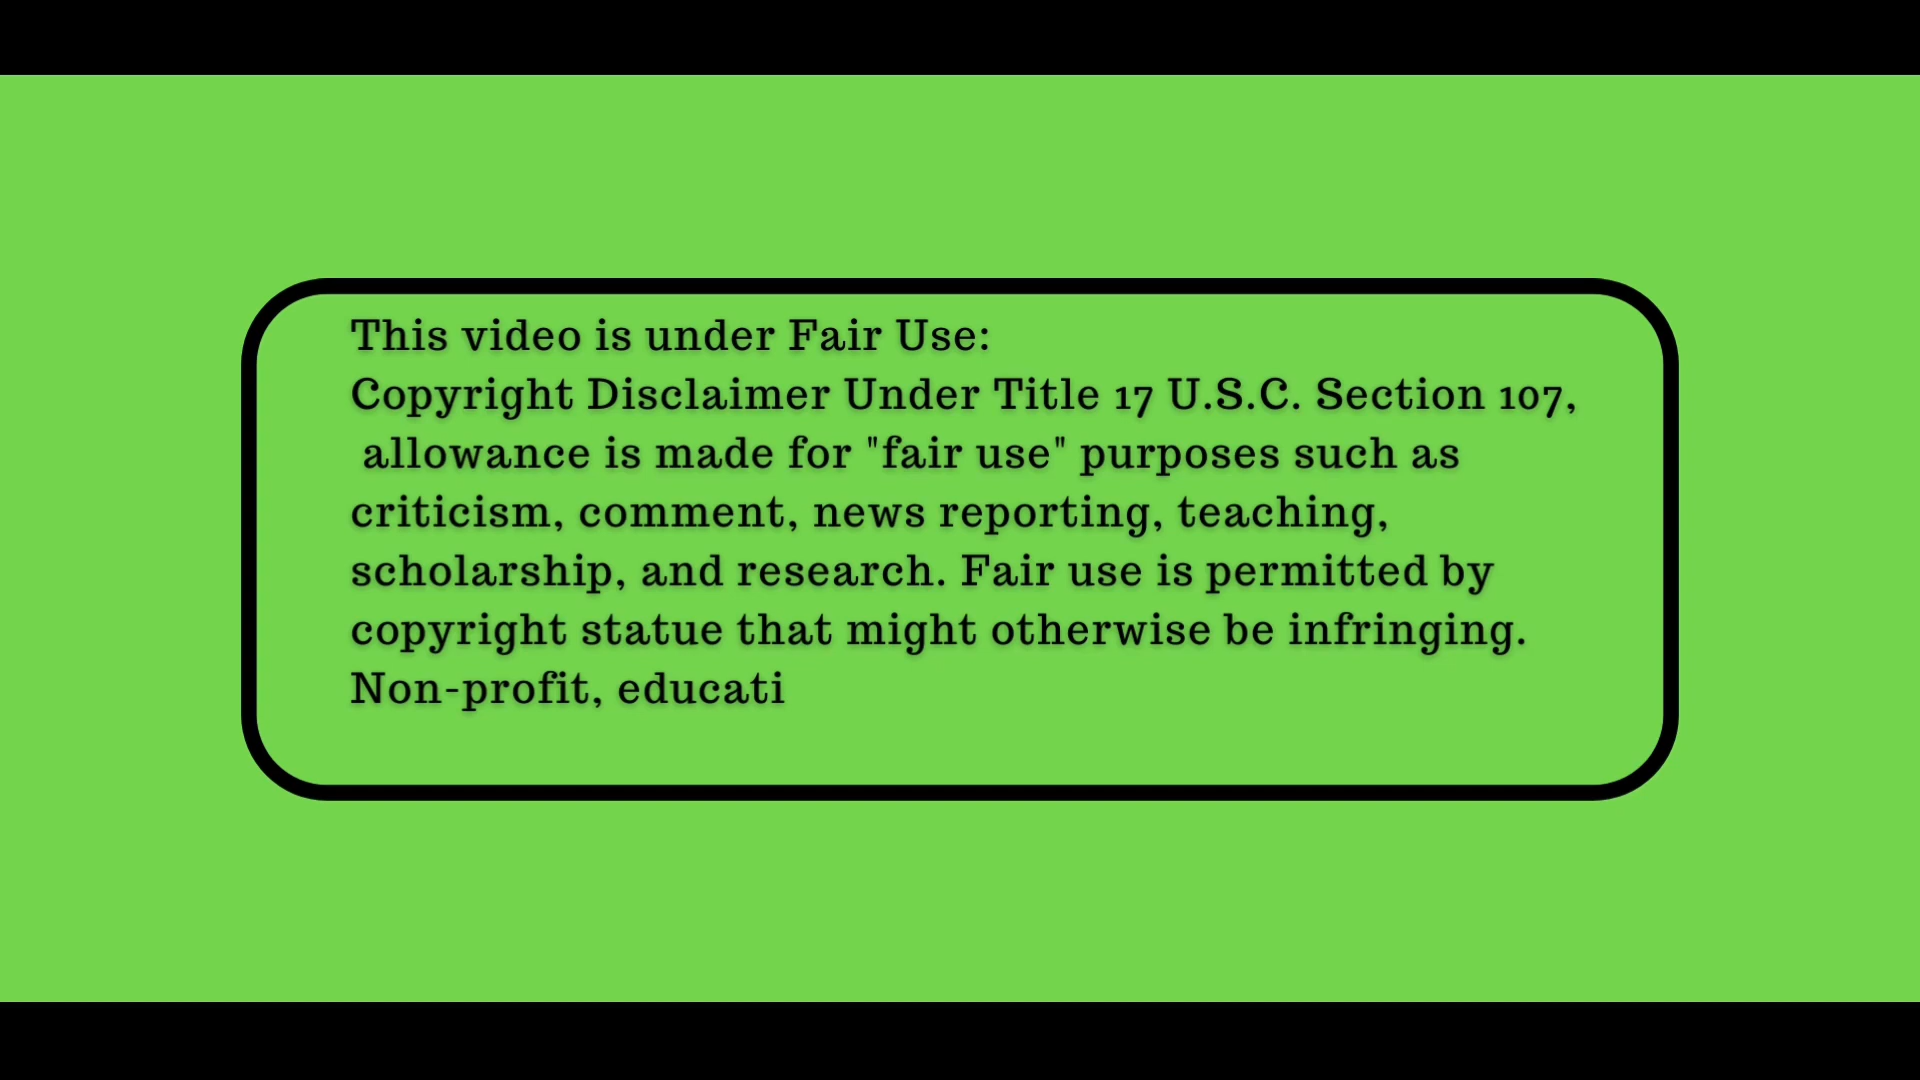 This video is under Fair Use:
Copyright Disclaimer Under Title 17 U.S.C. Section 107,
allowance is made for "fair use" purposes such as
criticism, comment, news reporting, teaching,
scholarship, and research. Fair use is permitted by
copyright statue that might otherwise be infringing.
Non-profit, educati